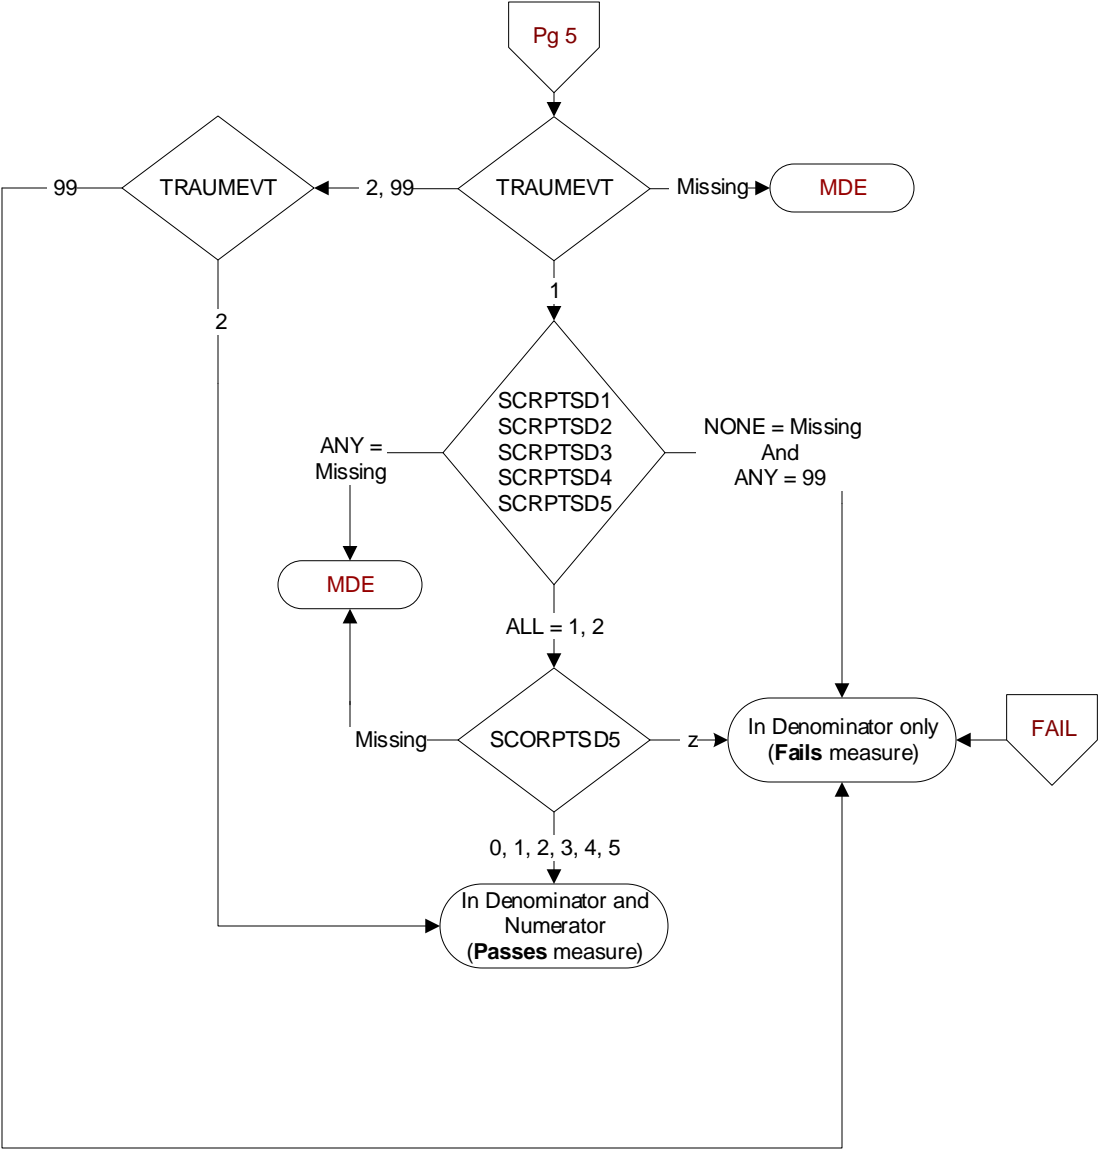 Pg 5
TRAUMEVT
99
2, 99
TRAUMEVT
Missing
MDE
1
2
SCRPTSD1
SCRPTSD2
SCRPTSD3
SCRPTSD4
SCRPTSD5
ANY =
Missing
NONE = Missing
And
ANY = 99
MDE
ALL = 1, 2
Missing
SCORPTSD5
z
In Denominator only
(Fails measure)
FAIL
0, 1, 2, 3, 4, 5
In Denominator and
Numerator
(Passes measure)